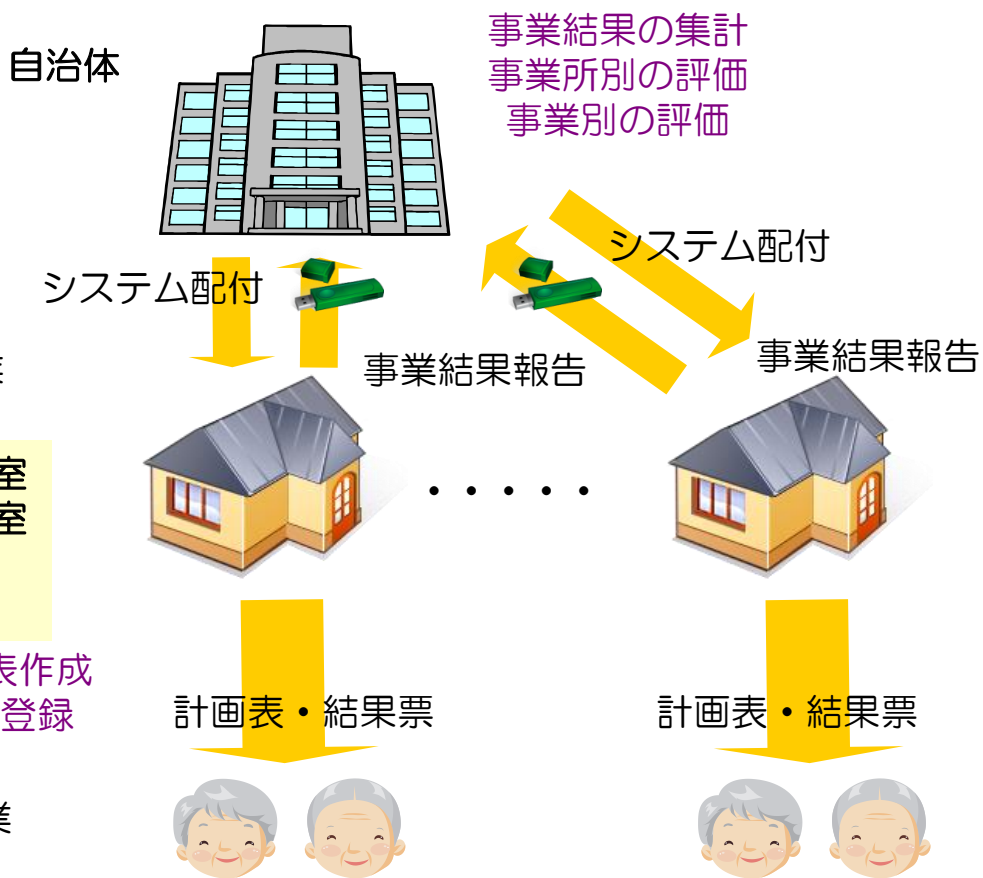 自治体
事業結果の集計
事業所別の評価
事業別の評価
システム配付
システム配付
事業結果報告
事業結果報告
業
室
室
・・・・・
表作成
登録
計画表・結果票
計画表・結果票
業